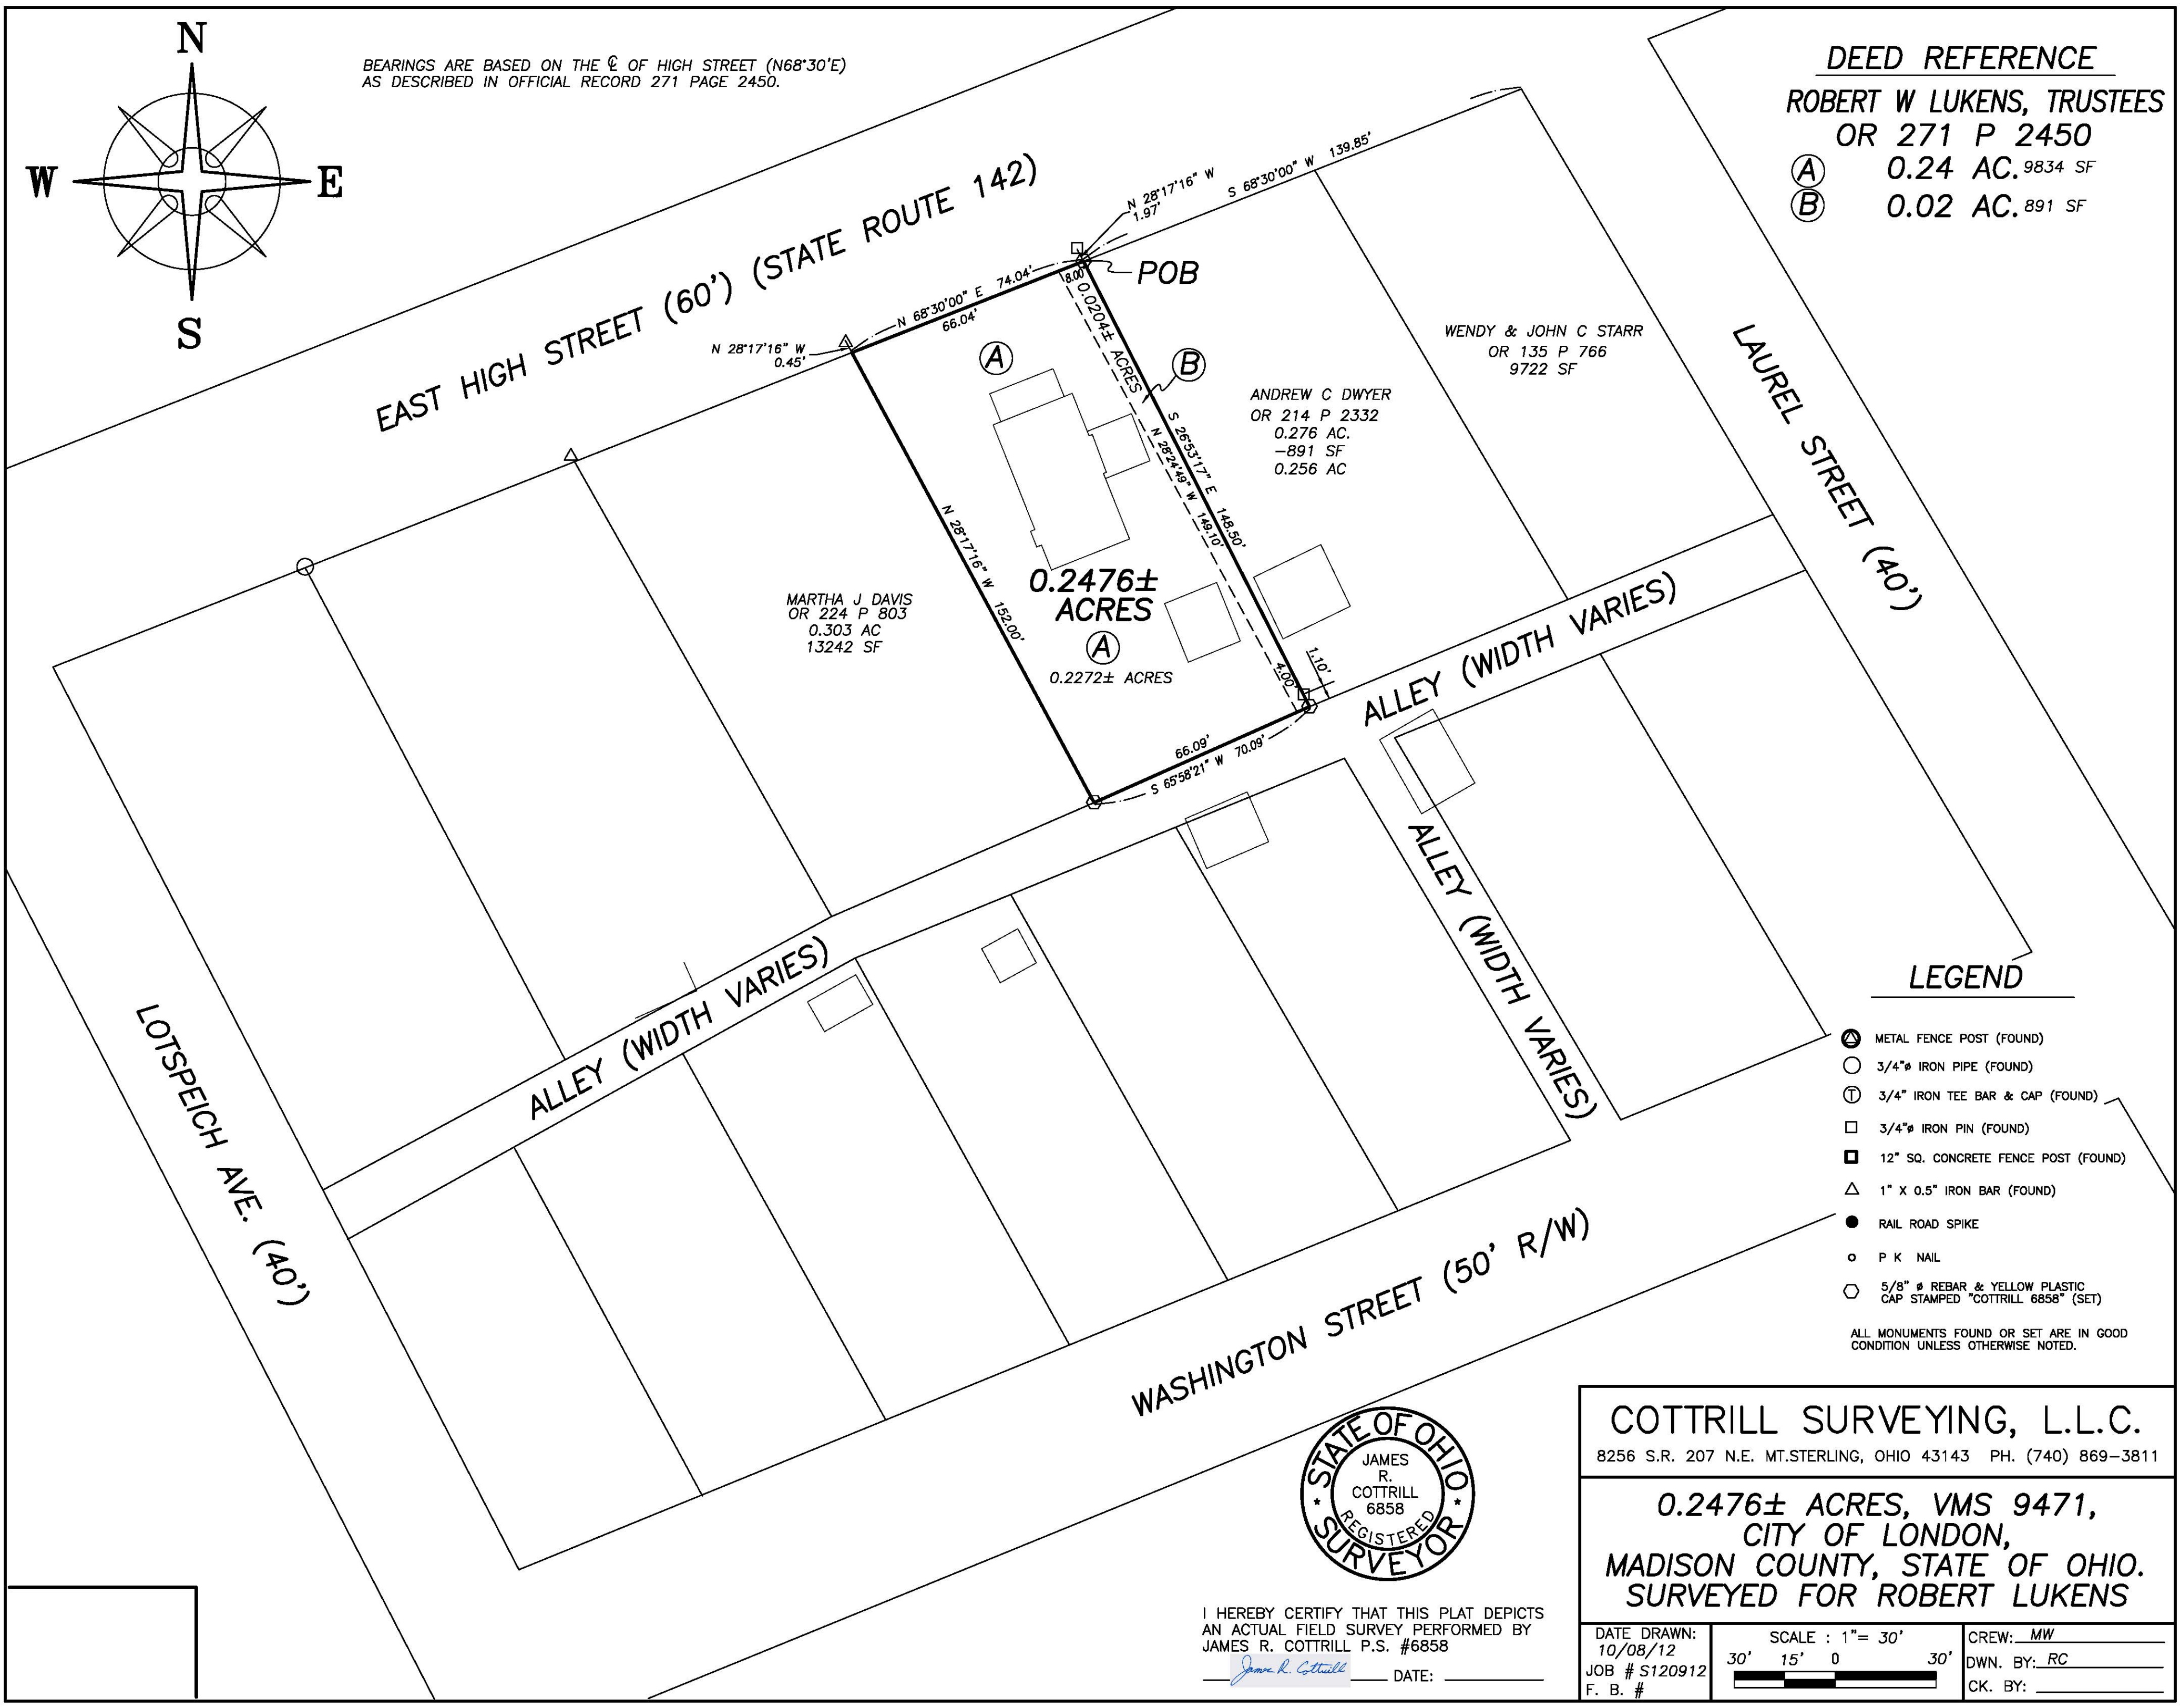 N
W
E
S
BEARINGS ARE BASED ON THE ℄ OF HIGH STREET (N68°30'E)
AS DESCRIBED IN OFFICIAL RECORD 271 PAGE 2450.
DEED REFERENCE
ROBERT W LUKENS, TRUSTEES
OR 271 P 2450
A 0.24 AC. 9834 SF
B 0.02 AC. 891 SF
EAST HIGH STREET (60') (STATE ROUTE 142)
N 28°17'16" W
1.97'
S 68°30'00" W 139.85'
POB
N 68°30'00" E 74.04'
66.04'
8.00'
N 28°17'16" W
0.45'
A
0.0204± ACRES
B
S 26°53'17" E 148.50'
N 28°24'49" W 149.10'
N 28°17'16" W 152.00'
WENDY & JOHN C STARR
OR 135 P 766
9722 SF
ANDREW C DWYER
OR 214 P 2332
0.276 AC.
-891 SF
0.256 AC
LAUREL STREET (40')
MARTHA J DAVIS
OR 224 P 803
0.303 AC
13242 SF
0.2476±
ACRES
A
0.2272± ACRES
4.00'
1.10'
66.09'
S 65°58'21" W 70.09'
ALLEY (WIDTH VARIES)
ALLEY (WIDTH VARIES)
ALLEY (WIDTH VARIES)
LOTSPEICH AVE. (40')
WASHINGTON STREET (50' R/W)
LEGEND
METAL FENCE POST (FOUND)
3/4"ø IRON PIPE (FOUND)
T 3/4" IRON TEE BAR & CAP (FOUND)
3/4"ø IRON PIN (FOUND)
12" SQ. CONCRETE FENCE POST (FOUND)
1" X 0.5" IRON BAR (FOUND)
RAIL ROAD SPIKE
P K NAIL
5/8" ø REBAR & YELLOW PLASTIC
CAP STAMPED "COTTRILL 6858" (SET)
ALL MONUMENTS FOUND OR SET ARE IN GOOD
CONDITION UNLESS OTHERWISE NOTED.
STATE OF OHIO
JAMES
R.
COTTRILL
6858
REGISTERED
SURVEYOR
I HEREBY CERTIFY THAT THIS PLAT DEPICTS
AN ACTUAL FIELD SURVEY PERFORMED BY
JAMES R. COTTRILL P.S. #6858
James R. Cottrill DATE:
COTTRILL SURVEYING, L.L.C.
8256 S.R. 207 N.E. MT.STERLING, OHIO 43143 PH. (740) 869-3811
0.2476± ACRES, VMS 9471,
CITY OF LONDON,
MADISON COUNTY, STATE OF OHIO.
SURVEYED FOR ROBERT LUKENS
DATE DRAWN:
10/08/12
JOB # S120912
F. B. #
SCALE : 1"= 30'
30' 15' 0 30'
CREW: MW
DWN. BY: RC
CK. BY: